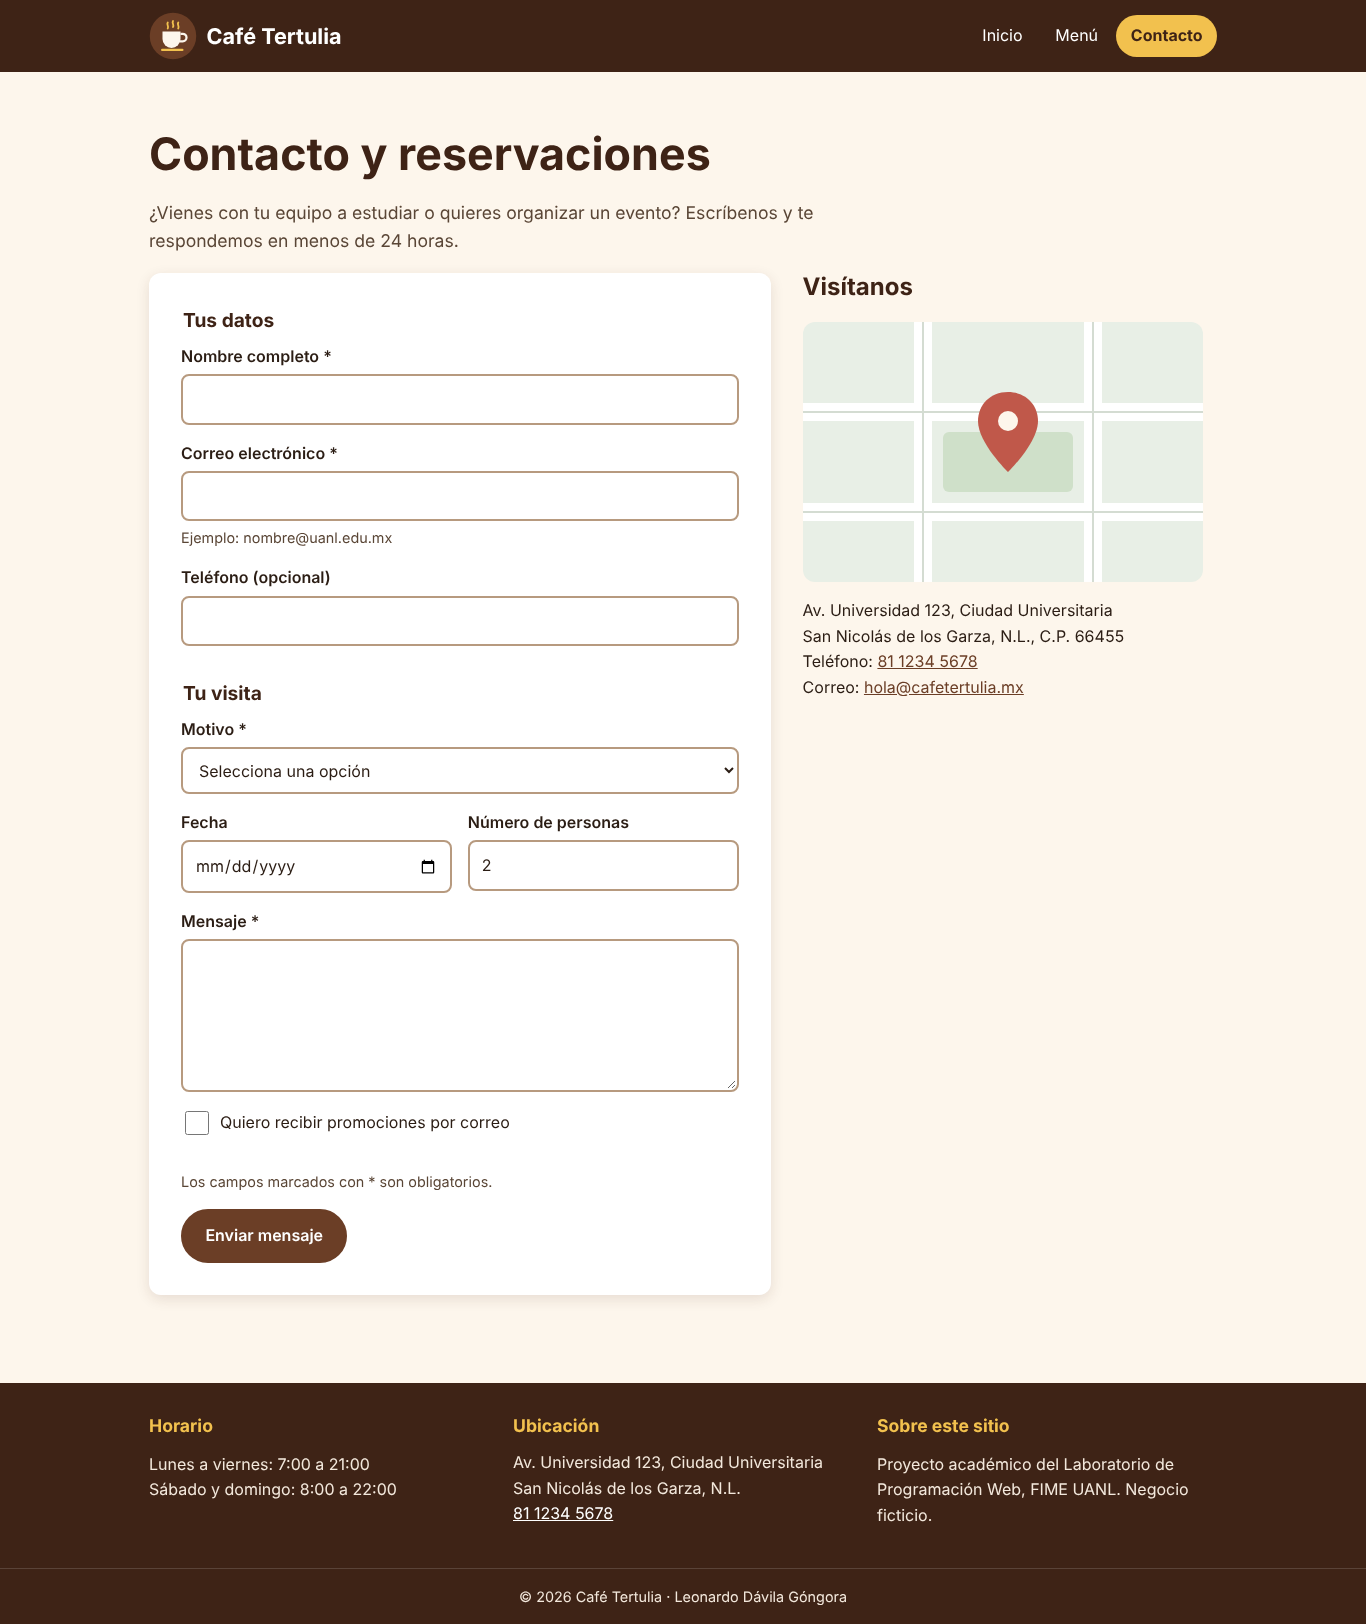 Café Tertulia
Inicio
Menú
Contacto
Contacto y reservaciones
¿Vienes con tu equipo a estudiar o quieres organizar un evento? Escríbenos y te
respondemos en menos de 24 horas.
Tus datos
Nombre completo *
Correo electrónico *
Ejemplo: nombre@uanl.edu.mx
Teléfono (opcional)
Tu visita
Motivo *
Selecciona una opción
Fecha
Número de personas
mm/dd/yyyy
2
Mensaje *
Quiero recibir promociones por correo
Los campos marcados con * son obligatorios.
Enviar mensaje
Visítanos
Av. Universidad 123, Ciudad Universitaria
San Nicolás de los Garza, N.L., C.P. 66455
Teléfono: 81 1234 5678
Correo: hola@cafetertulia.mx
Horario
Lunes a viernes: 7:00 a 21:00
Sábado y domingo: 8:00 a 22:00
Ubicación
Av. Universidad 123, Ciudad Universitaria
San Nicolás de los Garza, N.L.
81 1234 5678
Sobre este sitio
Proyecto académico del Laboratorio de
Programación Web, FIME UANL. Negocio
ficticio.
© 2026 Café Tertulia · Leonardo Dávila Góngora